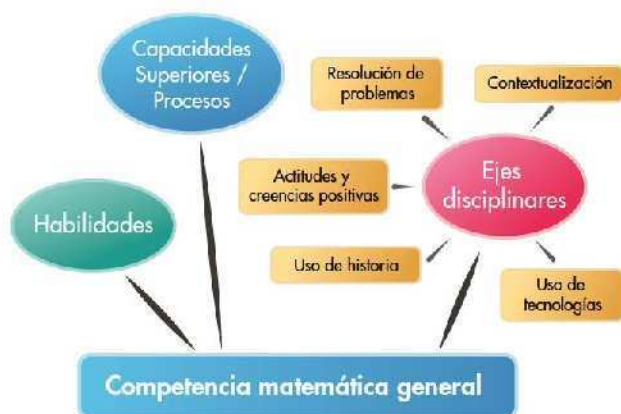 Capacidades
Superiores /
Procesos
Resolución de
problemas
Contextualización
Actitudes y
creencias positivas
Ejes
disciplinares
Habilidades
Uso de historia
Uso de
tecnologías
Competencia matemática general